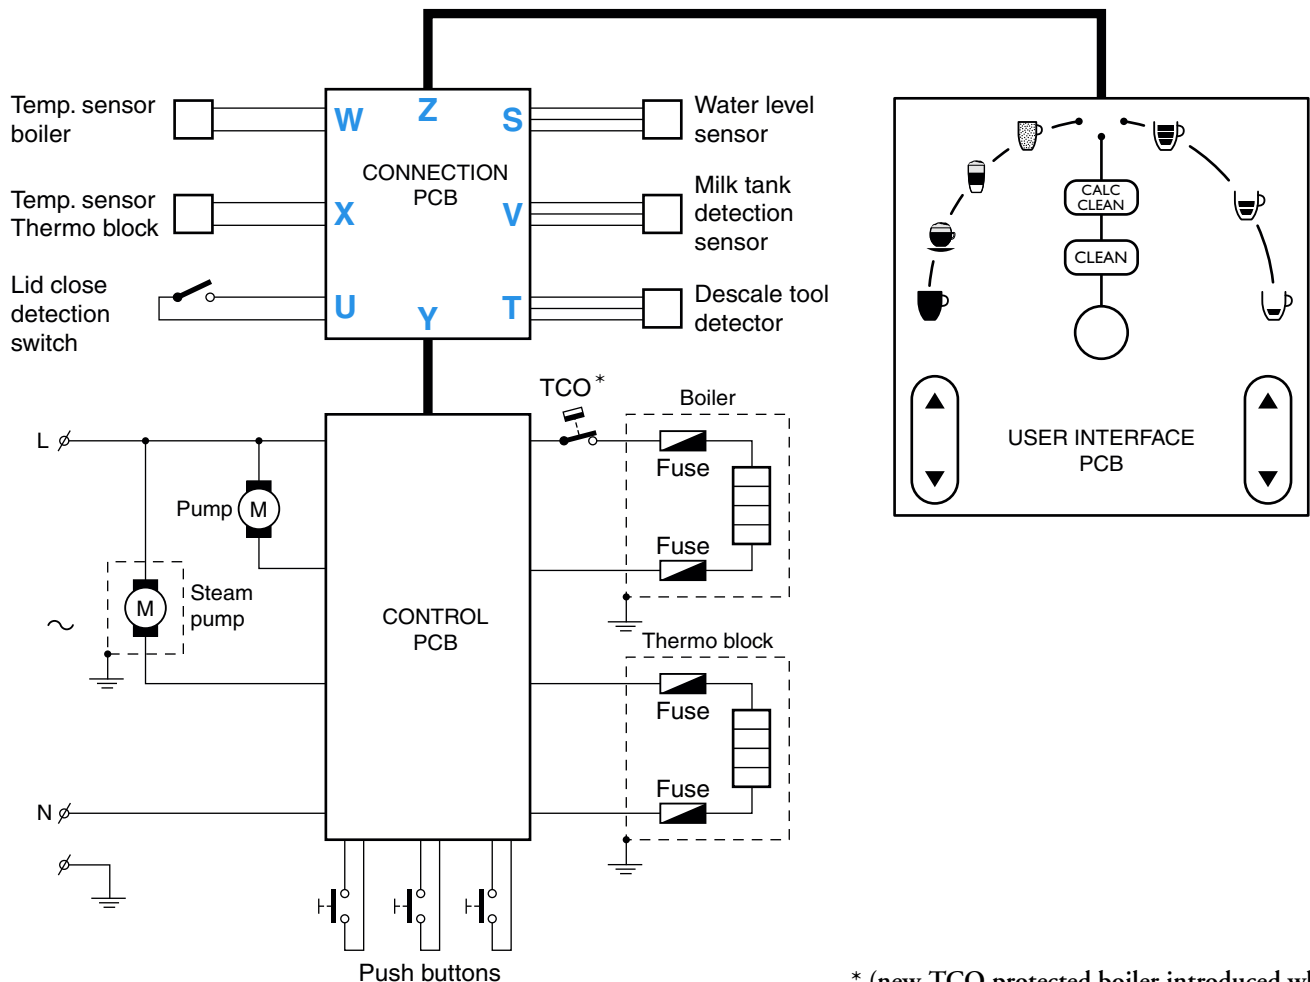 Temp. sensor
boiler
Temp. sensor
Thermo block
Lid close
detection
switch
W
Z
S
CONNECTION
PCB
X
V
U
Y
T
Water level
sensor
Milk tank
detection
sensor
Descale tool
detector
CALC
CLEAN
CLEAN
USER INTERFACE
PCB
TCO *
Boiler
Fuse
Fuse
L
Pump
M
Steam
pump
M
CONTROL
PCB
Thermo block
Fuse
Fuse
N
Push buttons
* (new TCO protected boiler introduced